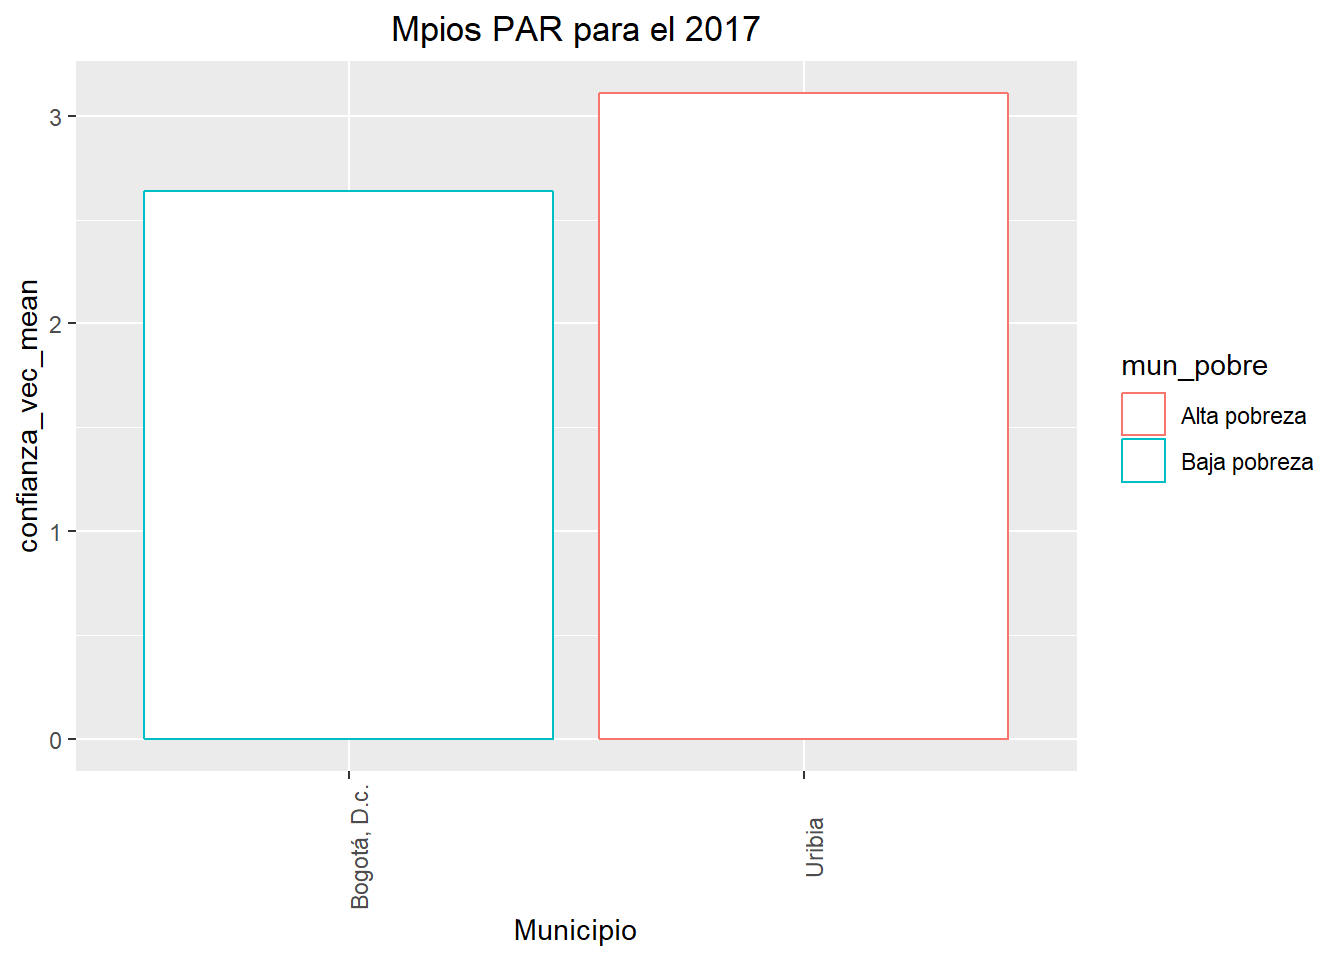 Mpios PAR para el 2017
confianza_vec_mean
3
2
1
0
Bogotá, D.c.
Uribia
Municipio
mun_pobre
Alta pobreza
Baja pobreza